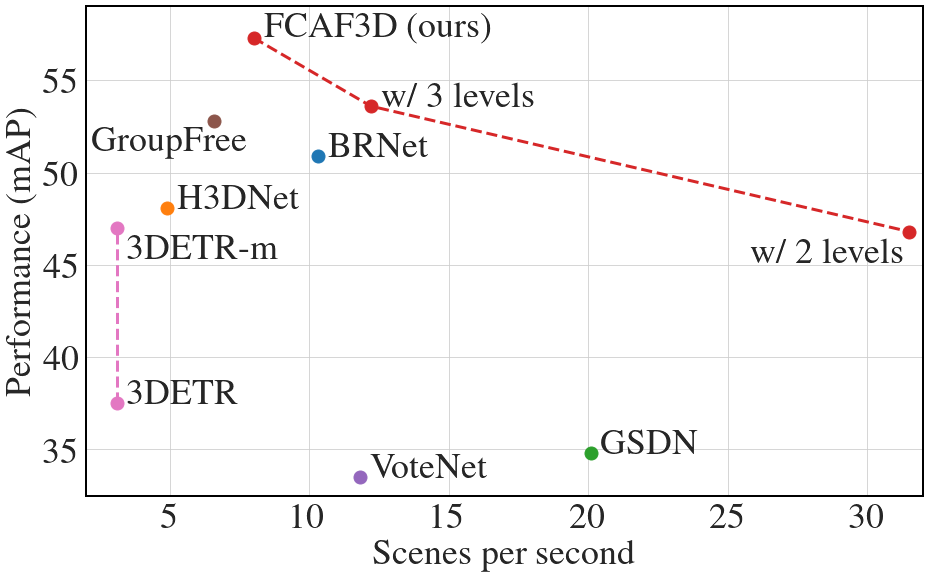 FCAF3D (ours)
55
w/ 3 levels
GroupFree
BRNet
50
H3DNet
3DETR-m
w/ 2 levels
45
Performance (mAP)
40
3DETR
GSDN
35
VoteNet
5 10 15 20 25 30
Scenes per second